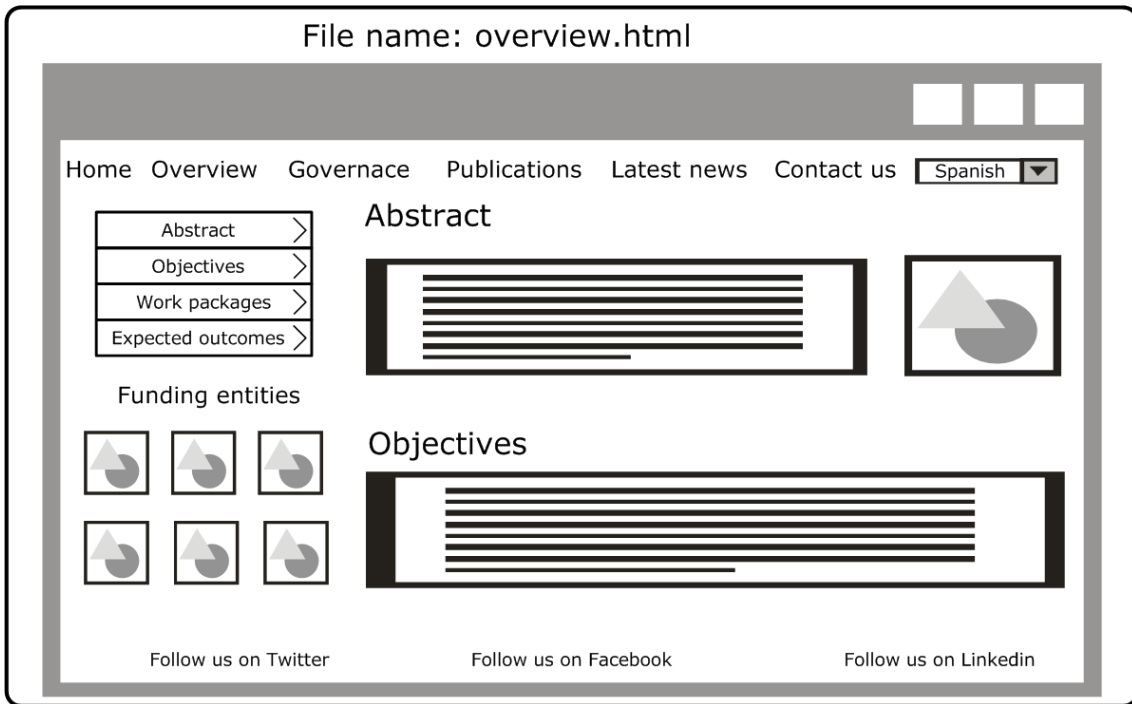 File name: overview.html
Home Overview Governace Publications Latest news Contact us Spanish
Abstract
Objectives
Work packages
Expected outcomes
Funding entities
Abstract
Objectives
Follow us on Twitter Follow us on Facebook Follow us on Linkedin